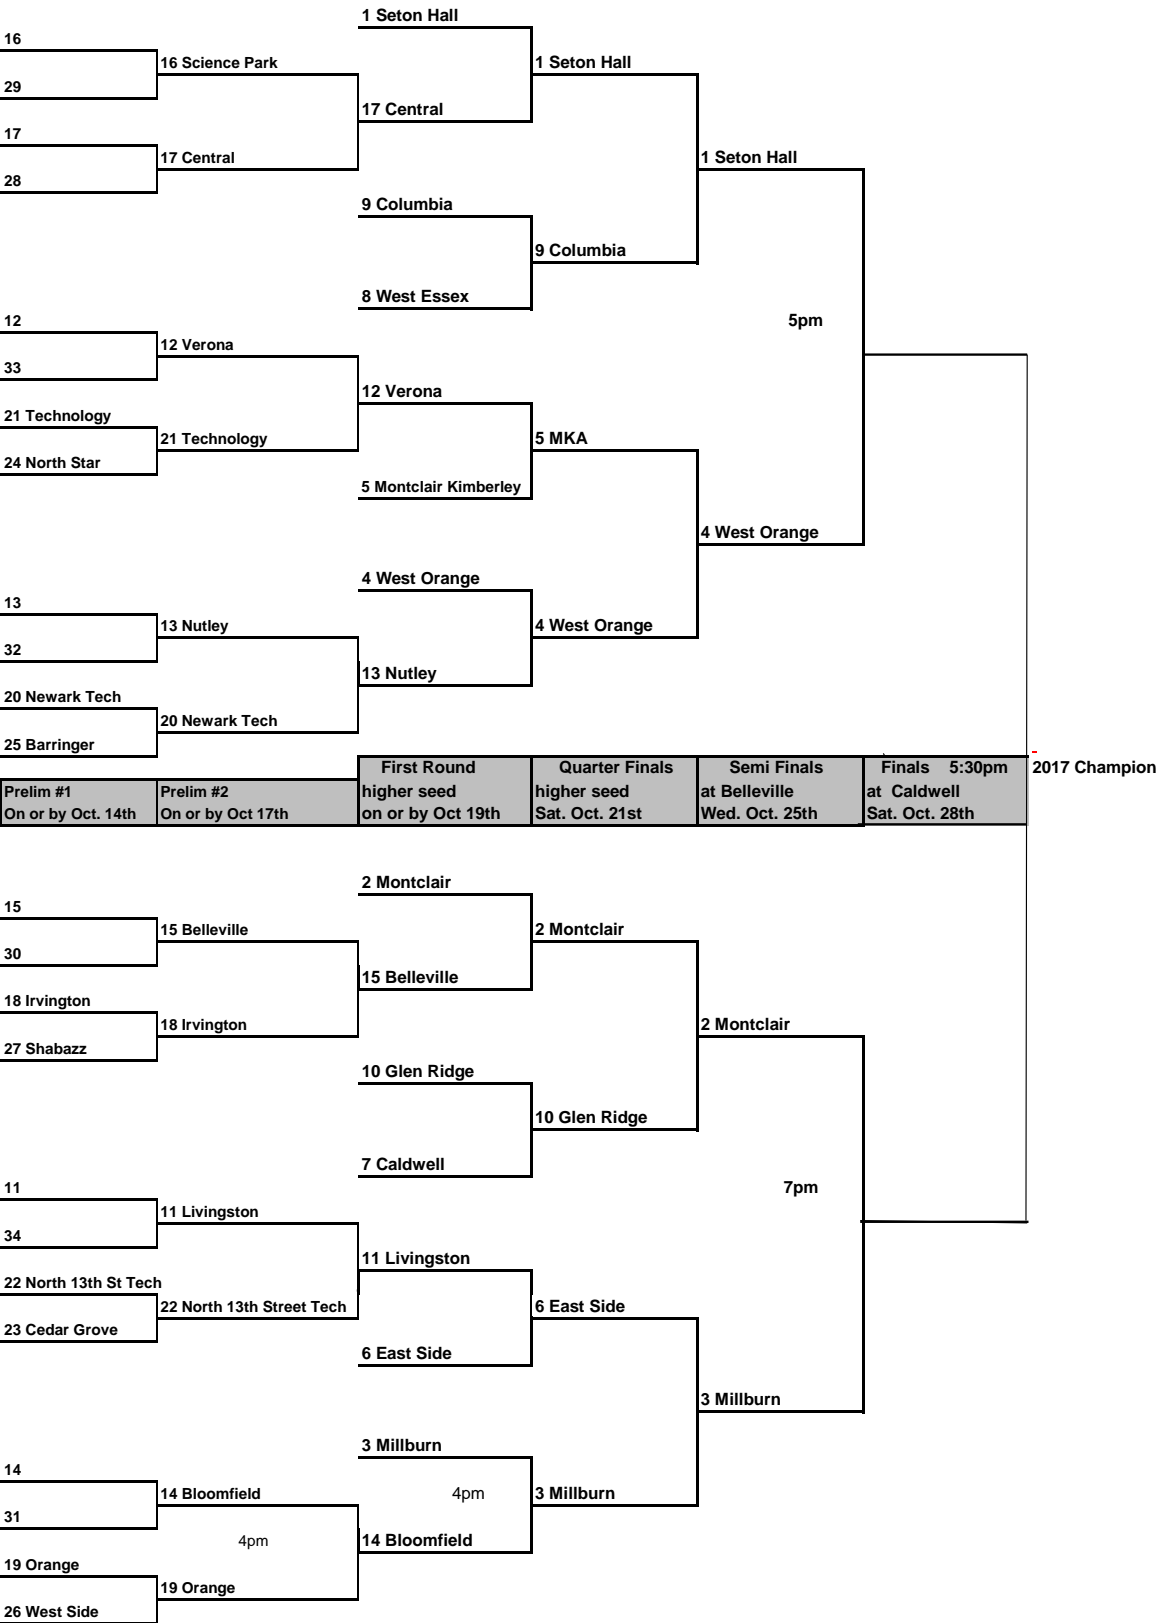 1 Seton Hall
16
16 Science Park
1 Seton Hall
29
17 Central
17
17 Central
1 Seton Hall
28
9 Columbia
9 Columbia
8 West Essex
12
5pm
12 Verona
33
12 Verona
21 Technology
21 Technology
5 MKA
24 North Star
5 Montclair Kimberley
4 West Orange
4 West Orange
13
13 Nutley
4 West Orange
32
13 Nutley
20 Newark Tech
20 Newark Tech
25 Barringer
First Round
higher seed
on or by Oct 19th
Quarter Finals
higher seed
Sat. Oct. 21st
Semi Finals
at Belleville
Wed. Oct. 25th
Finals 5:30pm
at Caldwell
Sat. Oct. 28th
2017 Champion
Prelim #1
On or by Oct. 14th
Prelim #2
On or by Oct 17th
2 Montclair
15
15 Belleville
2 Montclair
30
15 Belleville
18 Irvington
18 Irvington
2 Montclair
27 Shabazz
10 Glen Ridge
10 Glen Ridge
7 Caldwell
11
7pm
11 Livingston
34
11 Livingston
22 North 13th St Tech
22 North 13th Street Tech
6 East Side
23 Cedar Grove
6 East Side
3 Millburn
3 Millburn
14
14 Bloomfield
4pm
3 Millburn
31
4pm
14 Bloomfield
19 Orange
19 Orange
26 West Side